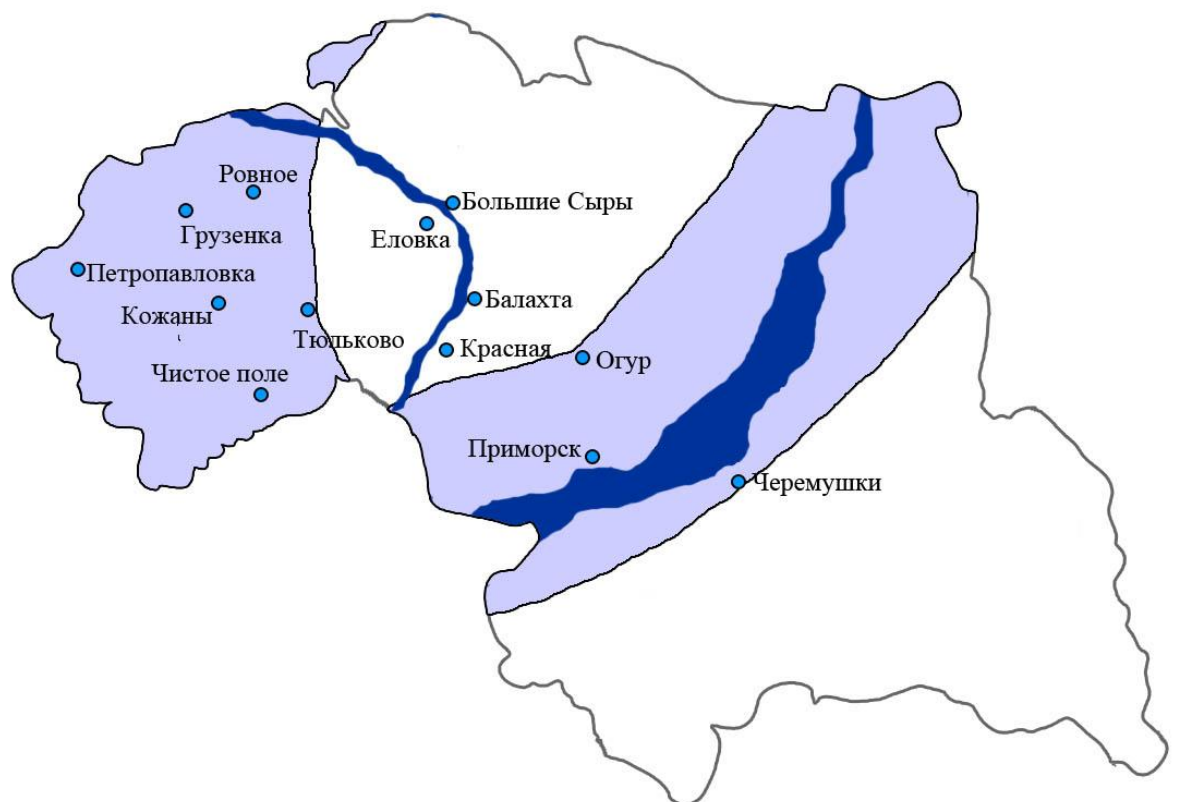 Ровное
Большие Сыры
Грузенка
Еловка
Петропавловка
Балахта
Кожаны
Тюльково
Красная
Огур
Чистое поле
Приморск
Черемушки